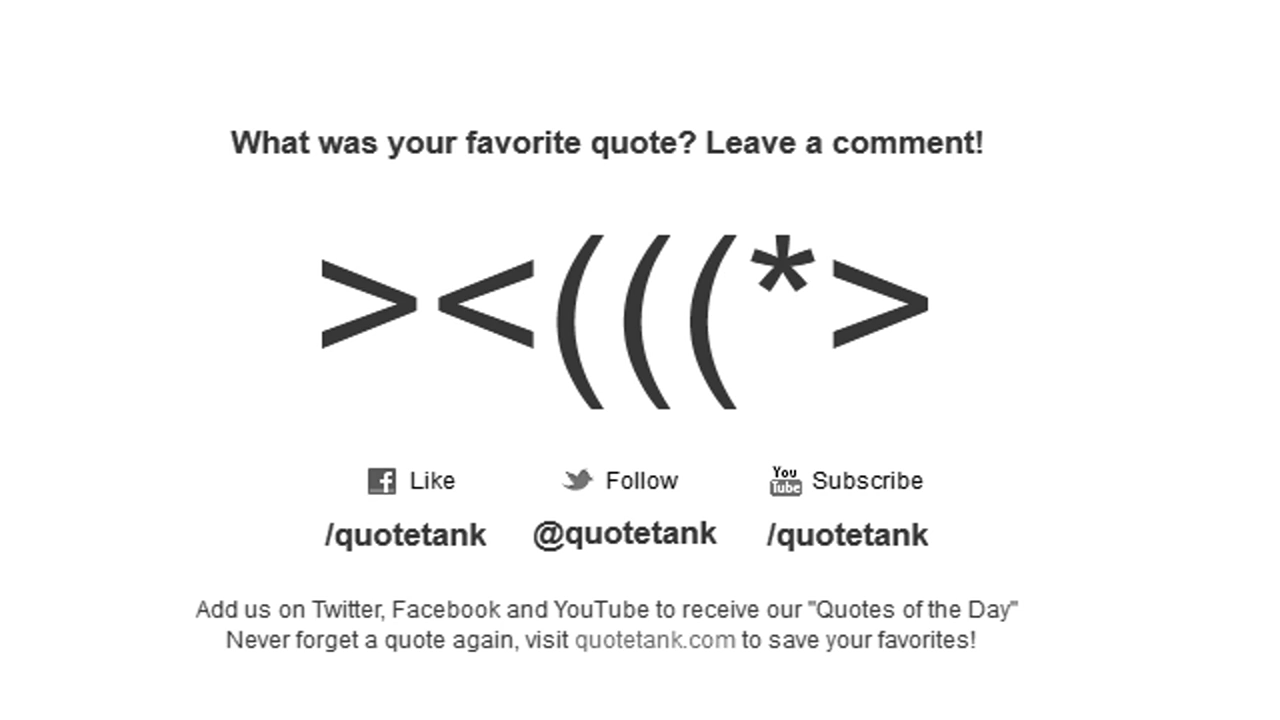 What was your favorite quote? Leave a comment!
><(((*>
Like Follow You Tube Subscribe
/quotetank @quotetank /quotetank
Add us on Twitter, Facebook and YouTube to receive our "Quotes of the Day"
Never forget a quote again, visit quotetank.com to save your favorites!